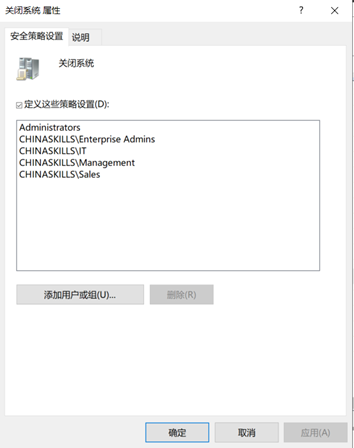 关闭系统 属性
安全策略设置 说明
关闭系统
定义这些策略设置(D):
Administrators
CHINASKILLS\Enterprise Admins
CHINASKILLS\IT
CHINASKILLS\Management
CHINASKILLS\Sales
添加用户或组(U)... 删除(R)
确定 取消 应用(A)